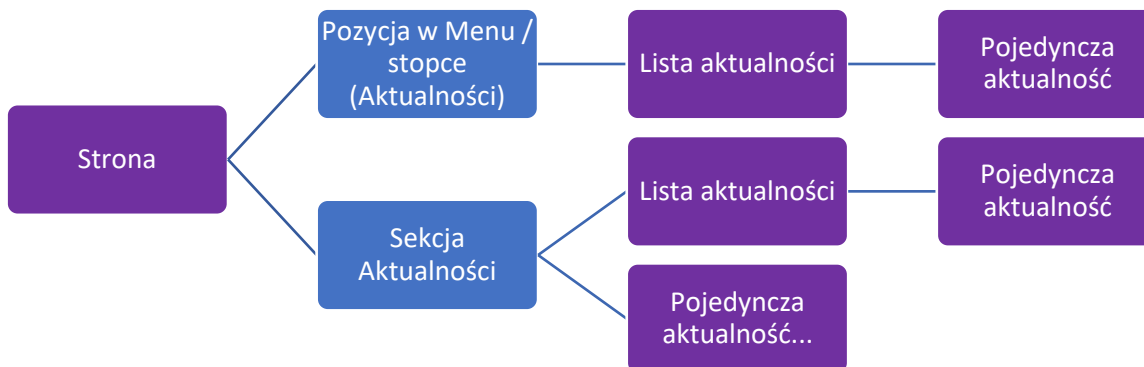 Strona
Pozycja w Menu /
stopce
(Aktualności)
Lista aktualności
Pojedyncza
aktualność
Sekcja
Aktualności
Lista aktualności
Pojedyncza
aktualność
Pojedyncza
aktualność...